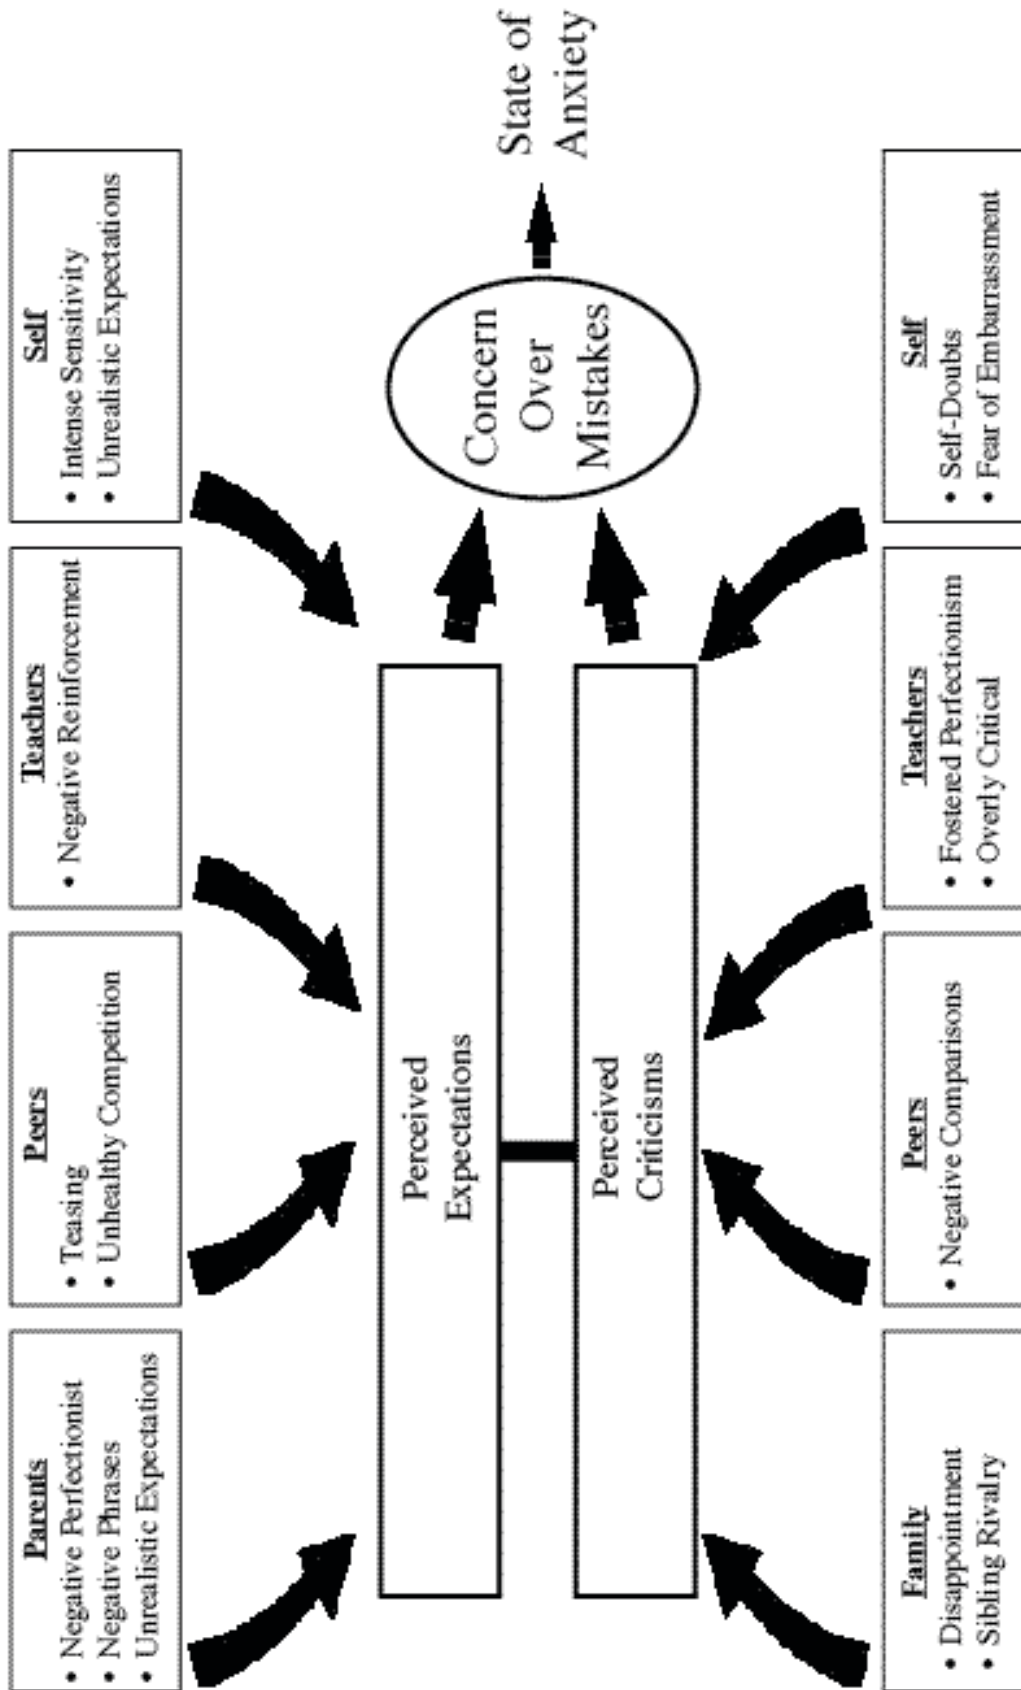 Parents
• Negative Perfectionist
• Negative Phrases
• Unrealistic Expectations
Peers
• Teasing
• Unhealthy Competition
Teachers
• Negative Reinforcement
Self
• Intense Sensitivity
• Unrealistic Expectations
Perceived
Expectations
Perceived
Criticisms
Concern
Over
Mistakes
State of
Anxiety
Family
• Disappointment
• Sibling Rivalry
Peers
• Negative Comparisons
Teachers
• Fostered Perfectionism
• Overly Critical
Self
• Self-Doubts
• Fear of Embarrassment